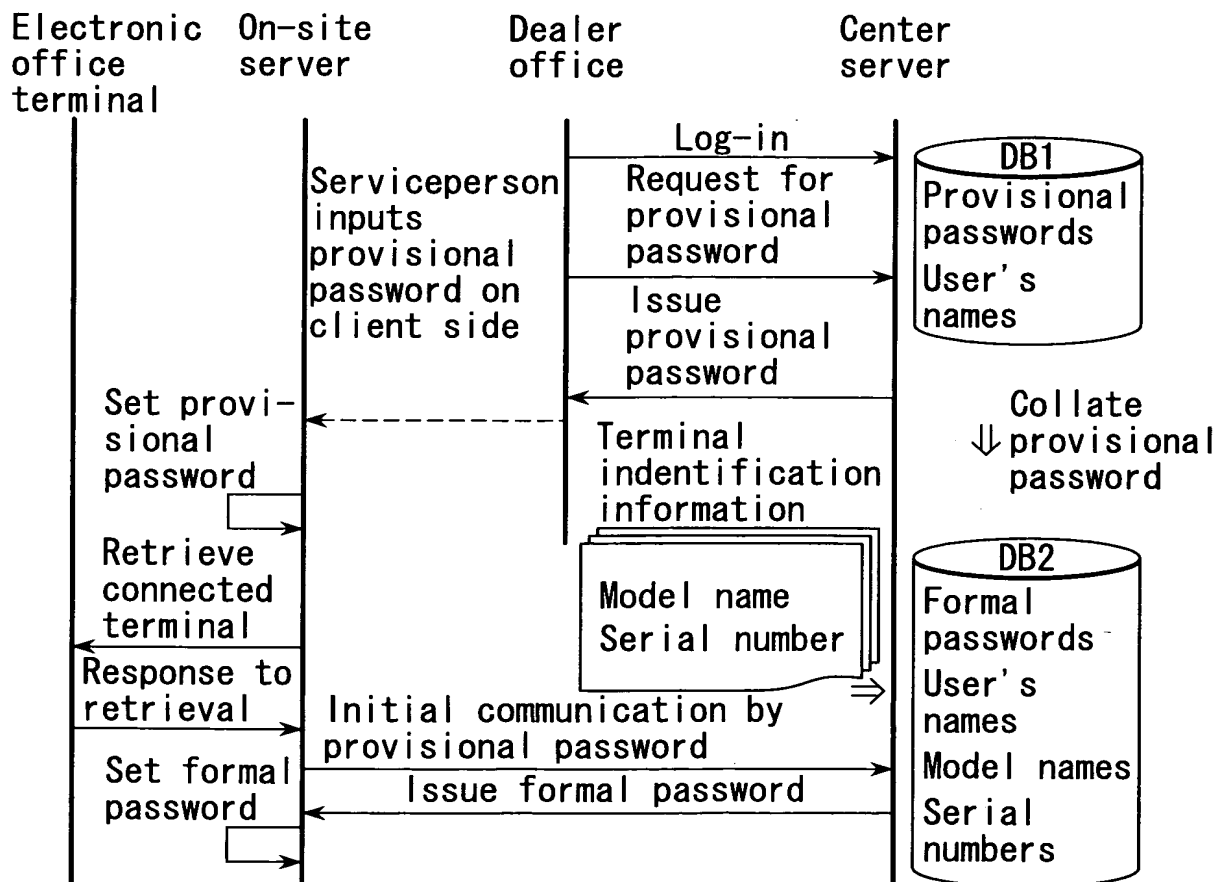 Electronic
office
terminal
On-site
server
Dealer
office
Center
server
Log-in
DB1
Provisional
passwords
User's
names
Serviceperson
inputs
provisional
password on
client side
Request for
provisional
password
Issue
provisional
password
Set provi-
sional
password
Collate
provisional
password
Terminal
indentification
information
Model name
Serial number
Retrieve
connected
terminal
DB2
Formal
passwords
User's
names
Model names
Serial
numbers
Response to
retrieval
Initial communication by
provisional password
Set formal
password
Issue formal password